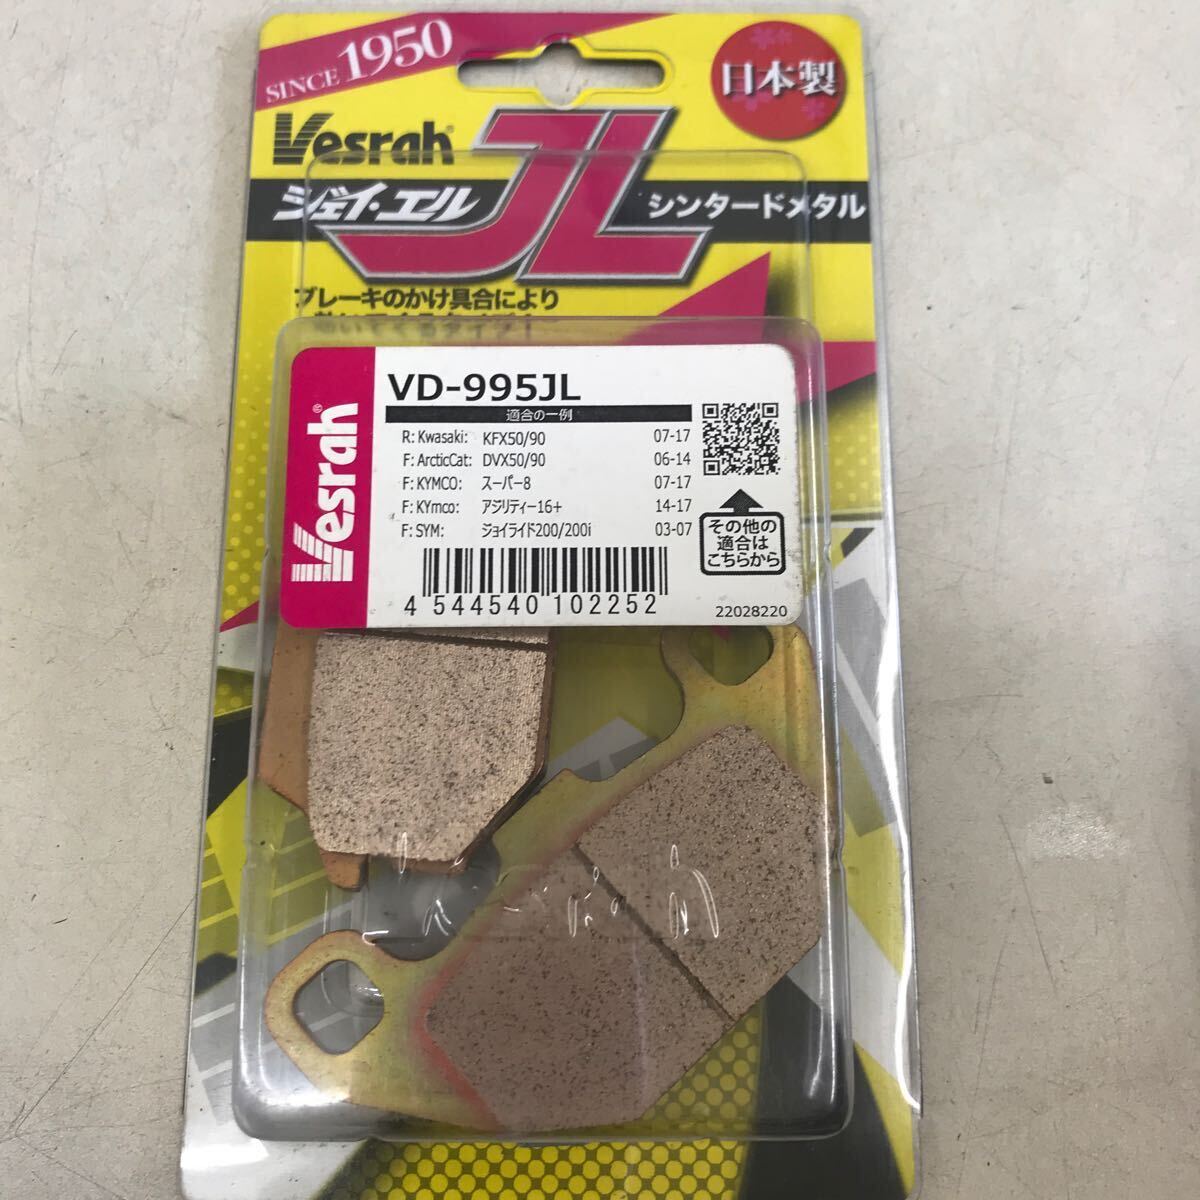 SINCE 1950
日本製
Vesrah®
JL
ジェイ・エル
シンタードメタル
ブレーキのかけ具合により
Vesrah®
VD-995JL
適合の一例
R: Kwasaki: KFX50/90 07-17
F: ArcticCat: DVX50/90 06-14
F: KYMCO: スーパー8 07-17
F: KYmco: アジリティー16+ 14-17
F: SYM: ジョイライド200/200i 03-07
その他の
適合は
こちらから
4 544540 102252
22028220